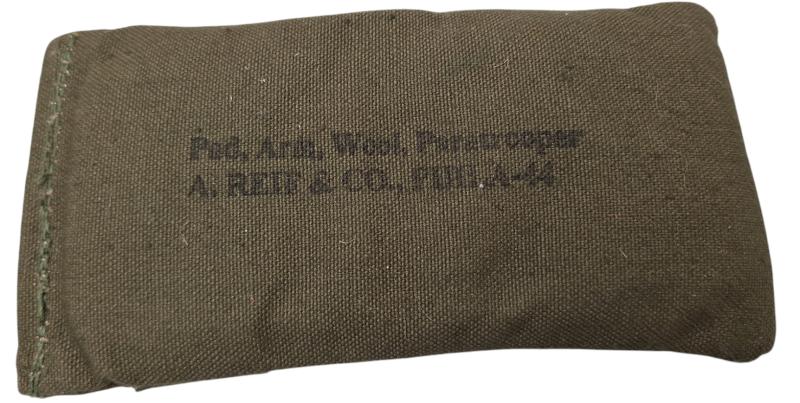 Pad, Arm, Wool, Paratrooper
A. REIF & CO., PHILA-44